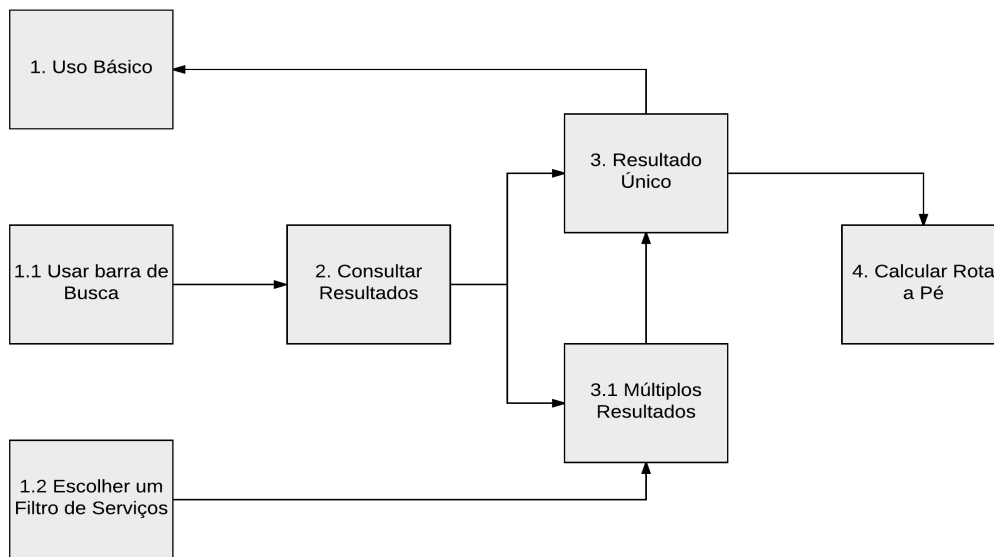 1. Uso Básico
3. Resultado
Único
1.1 Usar barra de
Busca
2. Consultar
Resultados
4. Calcular Rota
a Pé
3.1 Múltiplos
Resultados
1.2 Escolher um
Filtro de Serviços